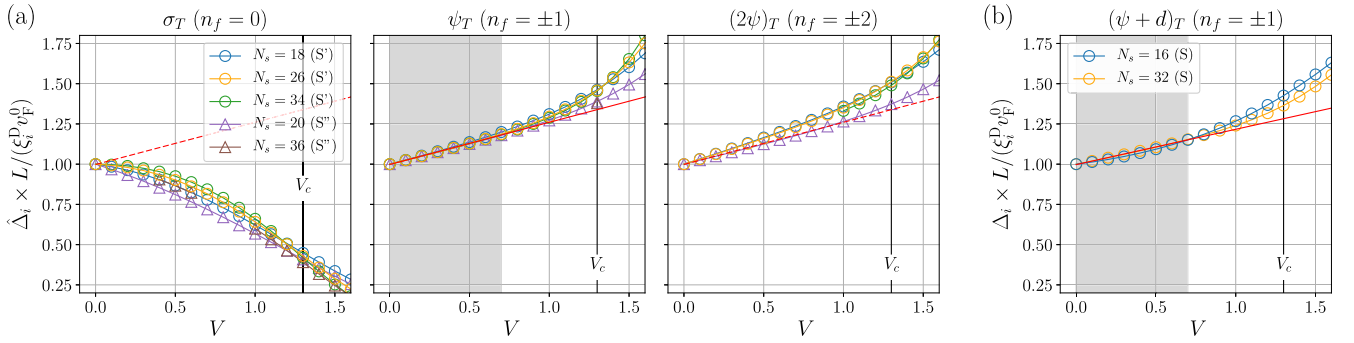 (a)
σ_T (n_f = 0)
ψ_T (n_f = ±1)
(2ψ)_T (n_f = ±2)
(b)
(ψ + d)_T (n_f = ±1)
Δ̂_i × L/(ξ_i^D v_F^0)
1.75
1.50
1.25
1.00
0.75
0.50
0.25
N_s = 18 (S')
N_s = 26 (S')
N_s = 34 (S')
N_s = 20 (S")
N_s = 36 (S")
V_c
0.0 0.5 1.0 1.5
V
V_c
0.0 0.5 1.0 1.5
V
V_c
0.0 0.5 1.0 1.5
V
Δ_i × L/(ξ_i^D v_F^0)
1.75
1.50
1.25
1.00
0.75
0.50
0.25
N_s = 16 (S)
N_s = 32 (S)
V_c
0.0 0.5 1.0 1.5
V